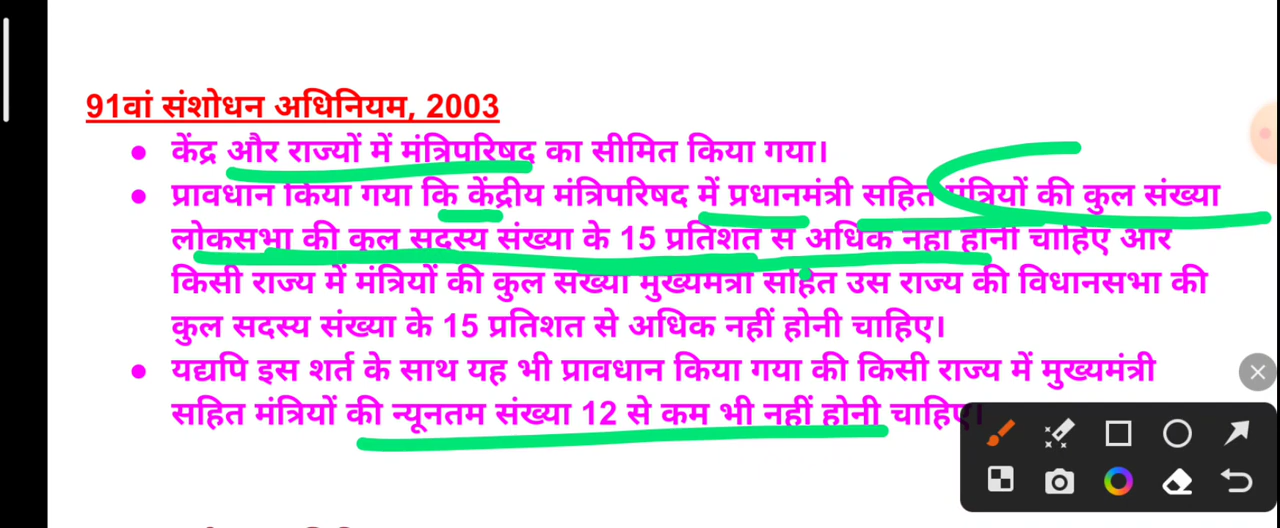 91वां संशोधन अधिनियम, 2003
● केंद्र और राज्यों में मंत्रिपरिषद का सीमित किया गया।
● प्रावधान किया गया कि केंद्रीय मंत्रिपरिषद में प्रधानमंत्री सहित मंत्रियों की कुल संख्या
लोकसभा की कुल सदस्य संख्या के 15 प्रतिशत से अधिक नहीं होनी चाहिए और
किसी राज्य में मंत्रियों की कुल संख्या मुख्यमंत्री सहित उस राज्य की विधानसभा की
कुल सदस्य संख्या के 15 प्रतिशत से अधिक नहीं होनी चाहिए।
● यद्यपि इस शर्त के साथ यह भी प्रावधान किया गया की किसी राज्य में मुख्यमंत्री
सहित मंत्रियों की न्यूनतम संख्या 12 से कम भी नहीं होनी चाहिए।